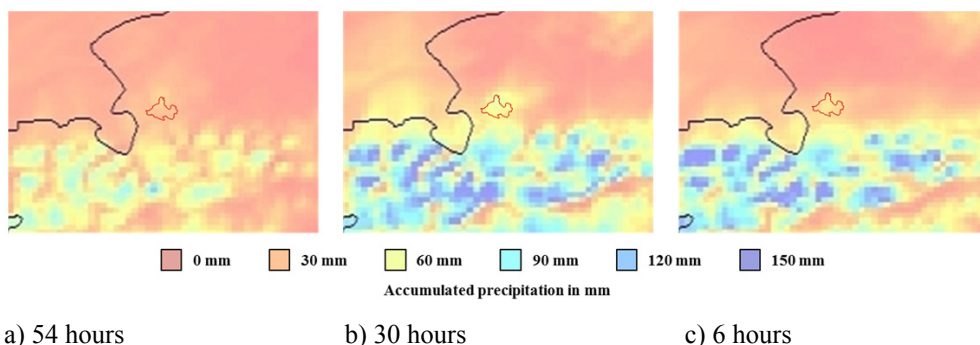 0 mm 30 mm 60 mm 90 mm 120 mm 150 mm
Accumulated precipitation in mm
a) 54 hours b) 30 hours c) 6 hours